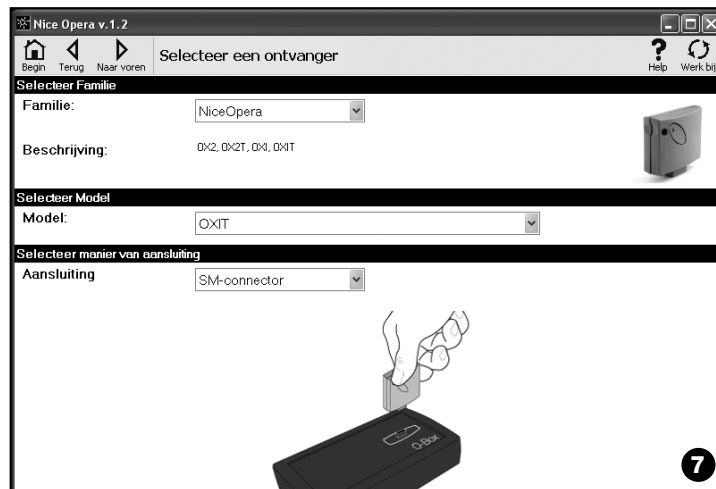 Nice Opera v.1.2
Begin Terug Naar voren Selecteer een ontvanger Help Werk bij
Selecteer Familie
Familie: NiceOpera
Beschrijving: OX2, OX2T, OXI, OXIT
Selecteer Model
Model: OXIT
Selecteer manier van aansluiting
Aansluiting SM-connector
O-Box
7